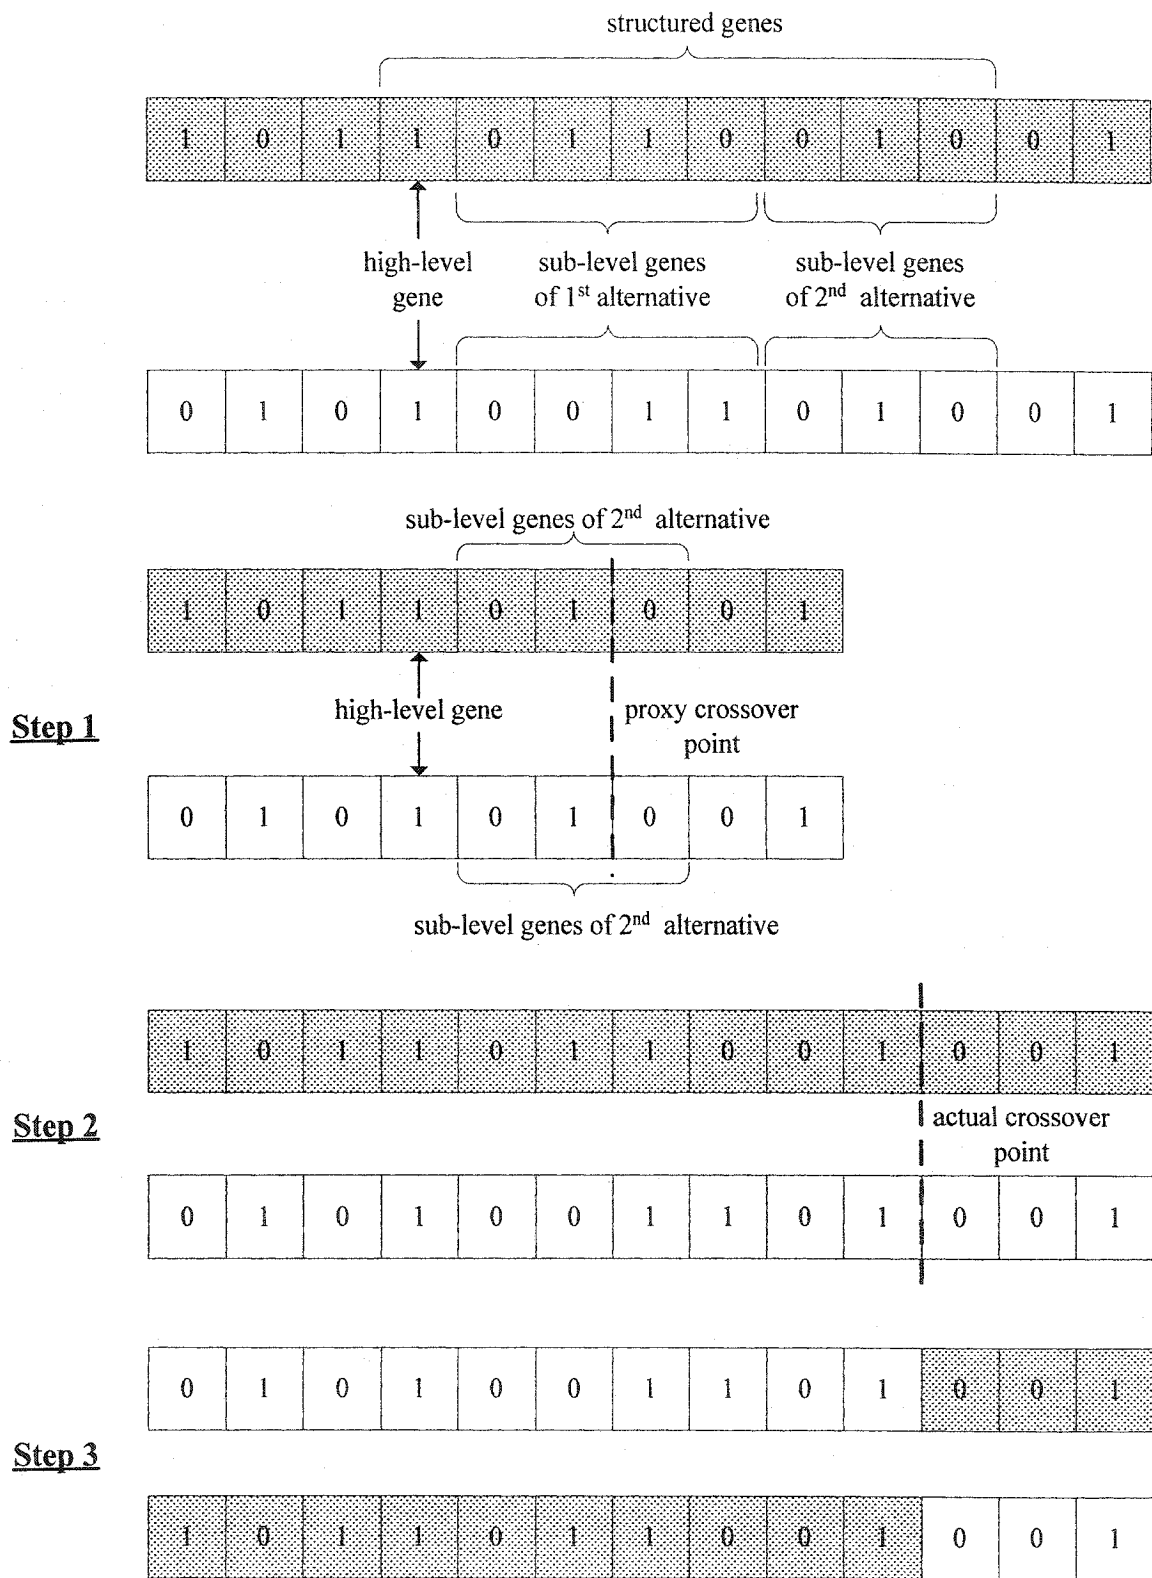 structured genes
1 0 1 1 0 1 1 0 0 1 0 0 1
high-level gene
sub-level genes of 1st alternative
sub-level genes of 2nd alternative
0 1 0 1 0 0 1 1 0 1 0 0 1
sub-level genes of 2nd alternative
1 0 1 1 0 1 0 0 1
Step 1
high-level gene
proxy crossover point
0 1 0 1 0 1 0 0 1
sub-level genes of 2nd alternative
1 0 1 1 0 1 1 0 0 1 0 0 1
Step 2
actual crossover point
0 1 0 1 0 0 1 1 0 1 0 0 1
0 1 0 1 0 0 1 1 0 1 0 0 1
Step 3
1 0 1 1 0 1 1 0 0 1 0 0 1